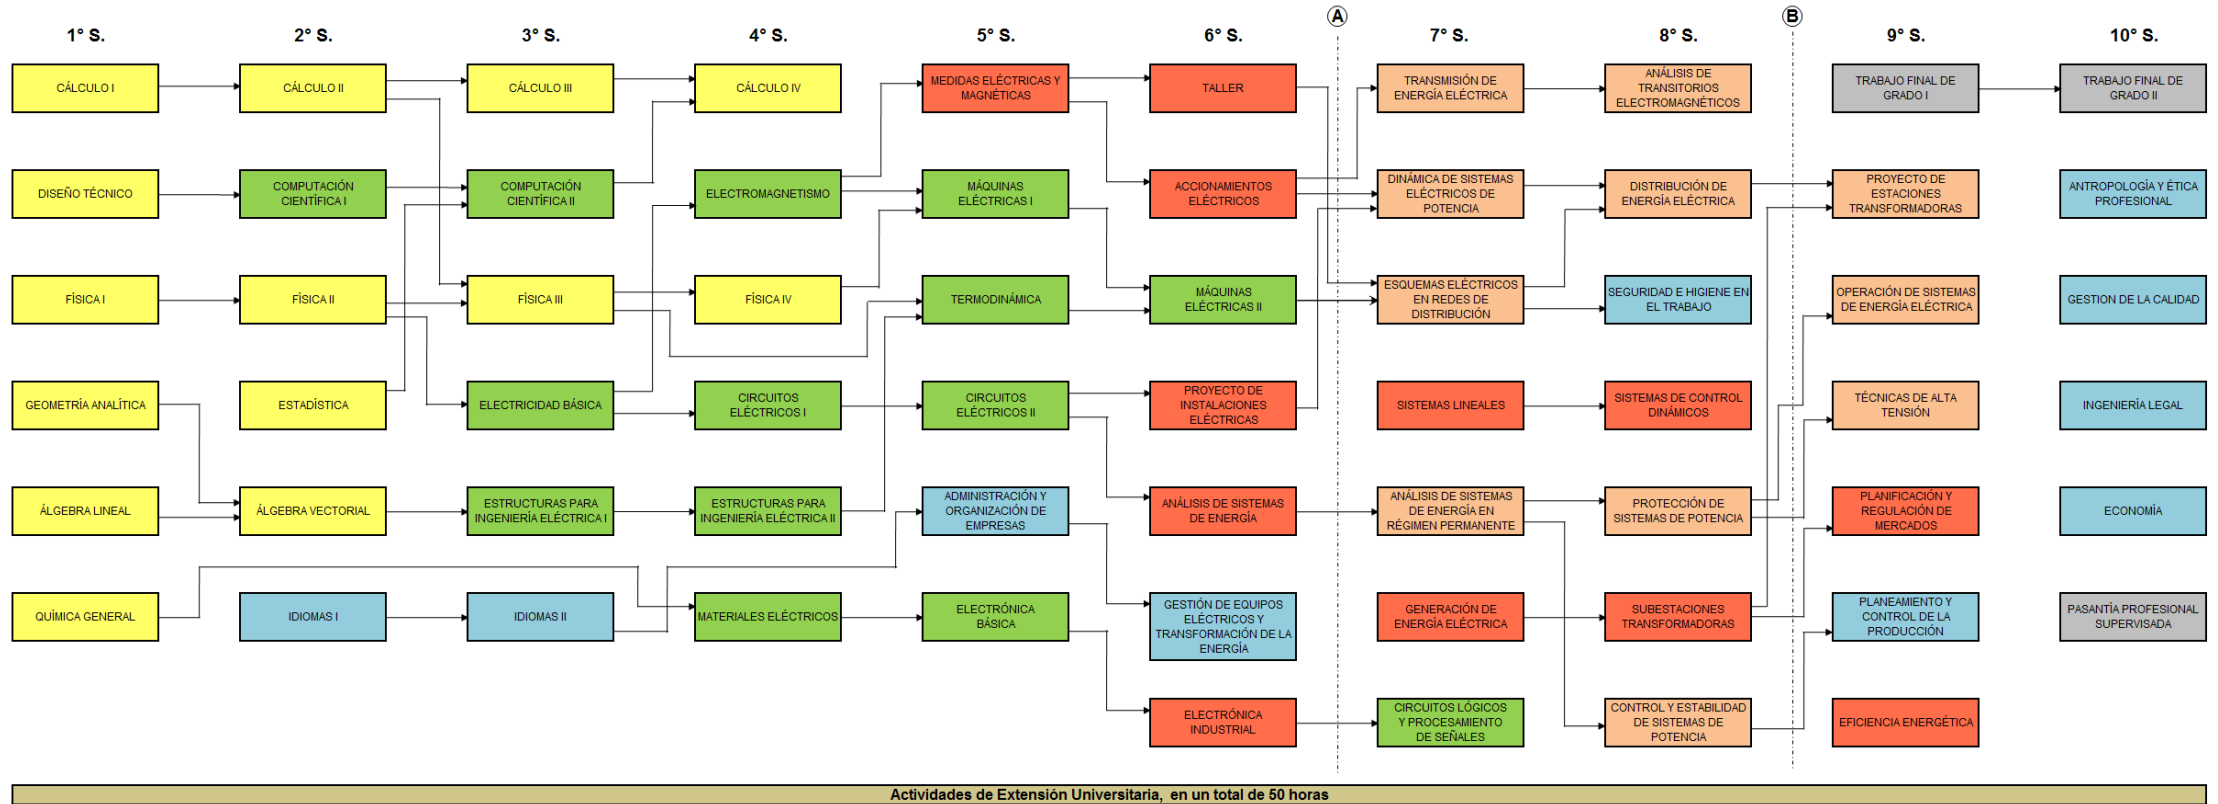 A
B
1° S.
2° S.
3° S.
4° S.
5° S.
6° S.
7° S.
8° S.
9° S.
10° S.
CÁLCULO I
CÁLCULO II
CÁLCULO III
CÁLCULO IV
MEDIDAS ELÉCTRICAS Y
MAGNÉTICAS
TALLER
TRANSMISIÓN DE
ENERGÍA ELÉCTRICA
ANÁLISIS DE
TRANSITORIOS
ELECTROMAGNÉTICOS
TRABAJO FINAL DE
GRADO I
TRABAJO FINAL DE
GRADO II
DISEÑO TÉCNICO
COMPUTACIÓN
CIENTÍFICA I
COMPUTACIÓN
CIENTÍFICA II
ELECTROMAGNETISMO
MÁQUINAS
ELÉCTRICAS I
ACCIONAMIENTOS
ELÉCTRICOS
DINÁMICA DE SISTEMAS
ELÉCTRICOS DE
POTENCIA
DISTRIBUCIÓN DE
ENERGÍA ELÉCTRICA
PROYECTO DE
ESTACIONES
TRANSFORMADORAS
ANTROPOLOGÍA Y ÉTICA
PROFESIONAL
FÍSICA I
FÍSICA II
FÍSICA III
FÍSICA IV
TERMODINÁMICA
MÁQUINAS
ELÉCTRICAS II
ESQUEMAS ELÉCTRICOS
EN REDES DE
DISTRIBUCIÓN
SEGURIDAD E HIGIENE EN
EL TRABAJO
OPERACIÓN DE SISTEMAS
DE ENERGÍA ELÉCTRICA
GESTION DE LA CALIDAD
GEOMETRÍA ANALÍTICA
ESTADÍSTICA
ELECTRICIDAD BÁSICA
CIRCUITOS
ELÉCTRICOS I
CIRCUITOS
ELÉCTRICOS II
PROYECTO DE
INSTALACIONES
ELÉCTRICAS
SISTEMAS LINEALES
SISTEMAS DE CONTROL
DINÁMICOS
TÉCNICAS DE ALTA
TENSIÓN
INGENIERÍA LEGAL
ÁLGEBRA LINEAL
ÁLGEBRA VECTORIAL
ESTRUCTURAS PARA
INGENIERÍA ELÉCTRICA I
ESTRUCTURAS PARA
INGENIERÍA ELÉCTRICA II
ADMINISTRACIÓN Y
ORGANIZACIÓN DE
EMPRESAS
ANÁLISIS DE SISTEMAS
DE ENERGÍA
ANÁLISIS DE SISTEMAS
DE ENERGÍA EN
RÉGIMEN PERMANENTE
PROTECCIÓN DE
SISTEMAS DE POTENCIA
PLANIFICACIÓN Y
REGULACIÓN DE
MERCADOS
ECONOMÍA
QUÍMICA GENERAL
IDIOMAS I
IDIOMAS II
MATERIALES ELÉCTRICOS
ELECTRÓNICA
BÁSICA
GESTIÓN DE EQUIPOS
ELÉCTRICOS Y
TRANSFORMACIÓN DE LA
ENERGÍA
GENERACIÓN DE
ENERGÍA ELÉCTRICA
SUBESTACIONES
TRANSFORMADORAS
PLANEAMIENTO Y
CONTROL DE LA
PRODUCCIÓN
PASANTÍA PROFESIONAL
SUPERVISADA
ELECTRÓNICA
INDUSTRIAL
CIRCUITOS LÓGICOS
Y PROCESAMIENTO
DE SEÑALES
CONTROL Y ESTABILIDAD
DE SISTEMAS DE
POTENCIA
EFICIENCIA ENERGÉTICA
Actividades de Extensión Universitaria, en un total de 50 horas